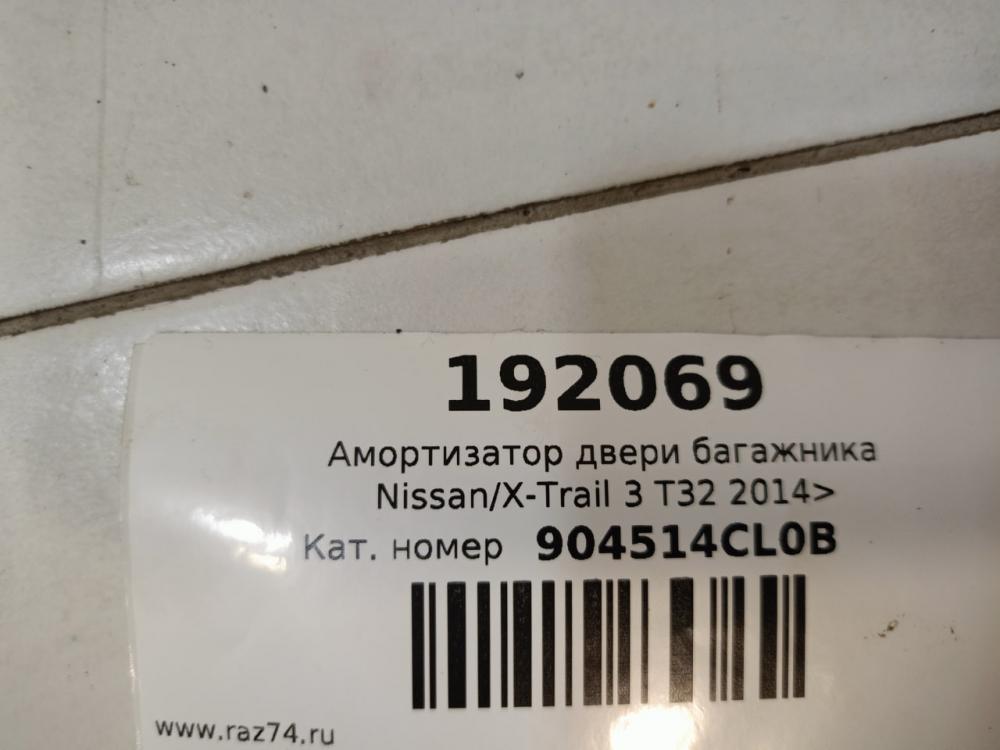 192069
Амортизатор двери багажника
Nissan/X-Trail 3 T32 2014>
Кат. номер 904514CL0B
www.raz74.ru